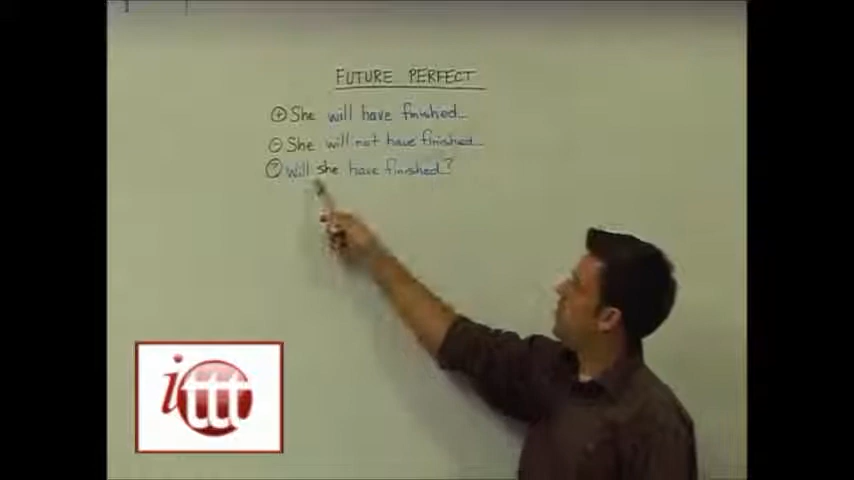 FUTURE PERFECT
+ She will have finished...
- She will not have finished...
? Will she have finished..?
ittt